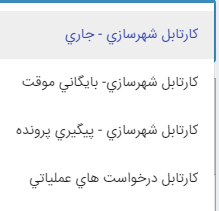 كارتابل شهرسازي - جاري
كارتابل شهرسازي- بايگاني موقت
كارتابل شهرسازي - پيگيري پرونده
كارتابل درخواست هاي عملياتي